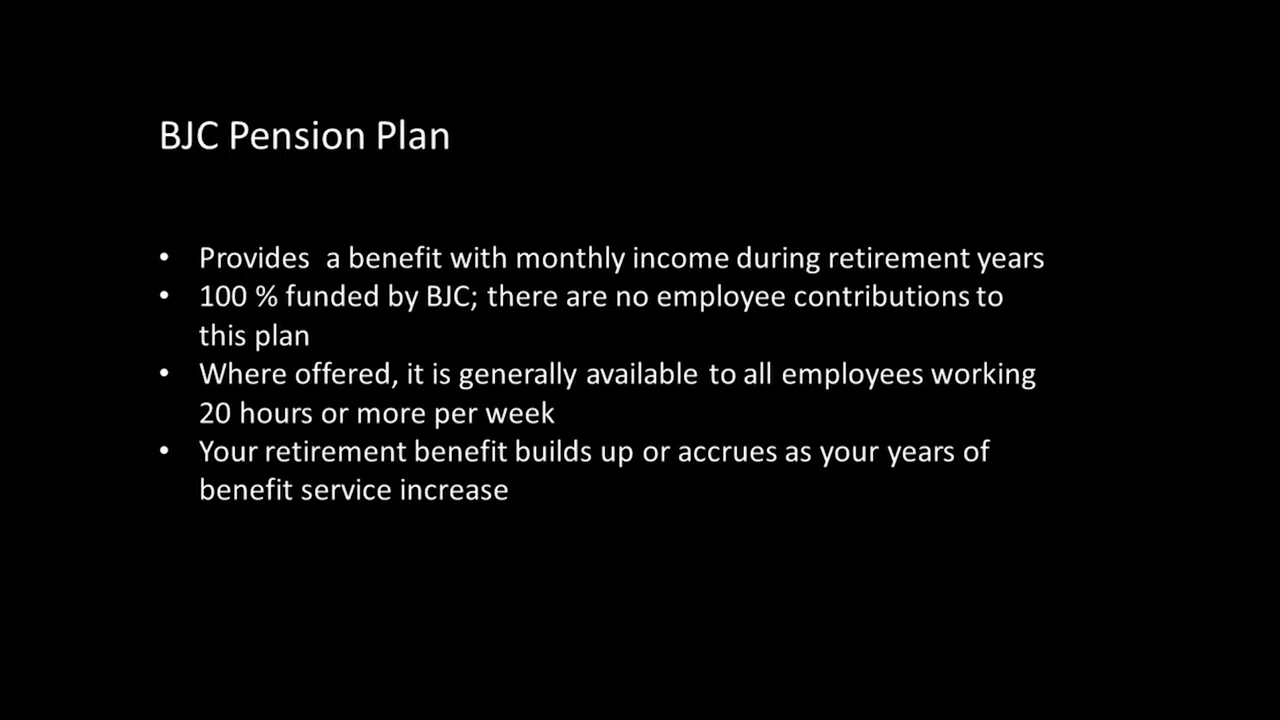 BJC Pension Plan
• Provides  a benefit with monthly income during retirement years
• 100 % funded by BJC; there are no employee contributions to
this plan
• Where offered, it is generally available to all employees working
20 hours or more per week
• Your retirement benefit builds up or accrues as your years of
benefit service increase